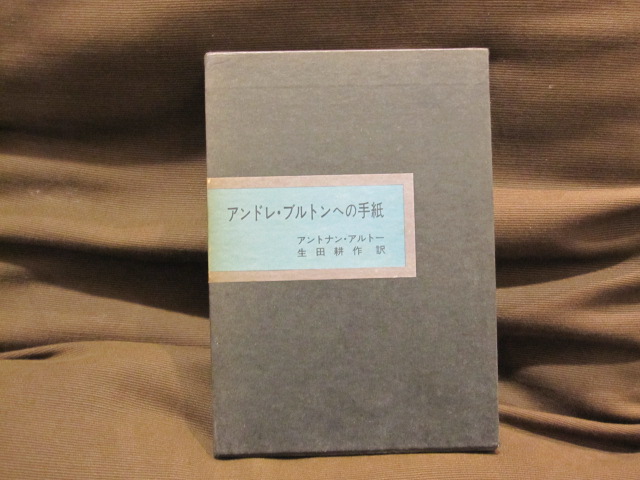 アンドレ・ブルトンへの手紙
アントナン・アルトー
生田耕作 訳